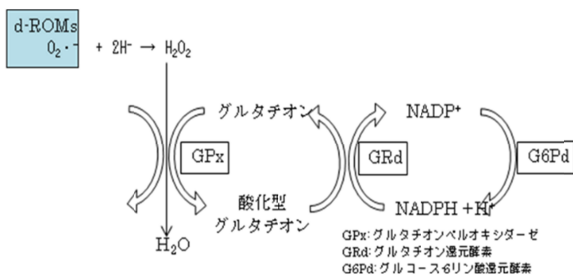 d-ROMs
O₂・⁻ + 2H⁻ → H₂O₂
グルタチオン
NADP⁺
GPx
GRd
G6Pd
酸化型
グルタチオン
NADPH +H⁺
H₂O
GPx:グルタチオンペルオキシダーゼ
GRd:グルタチオン還元酵素
G6Pd:グルコース6リン酸還元酵素